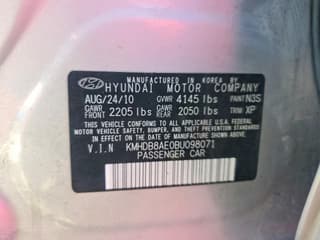 MANUFACTURED IN KOREA BY
HYUNDAI MOTOR COMPANY
AUG/24/10 GVWR 4145 lbs PAINT N3S
GAWR FRONT 2205 lbs GAWR REAR 2050 lbs TRIM XP
THIS VEHICLE CONFORMS TO ALL APPLICABLE U.S. FEDERAL
MOTOR VEHICLE SAFETY, BUMPER, AND THEFT PREVENTION STANDARDS
IN EFFECT ON THE DATE OF MANUFACTURE SHOWN ABOVE.
V.I.N KMHDB8AE0BU098071
PASSENGER CAR